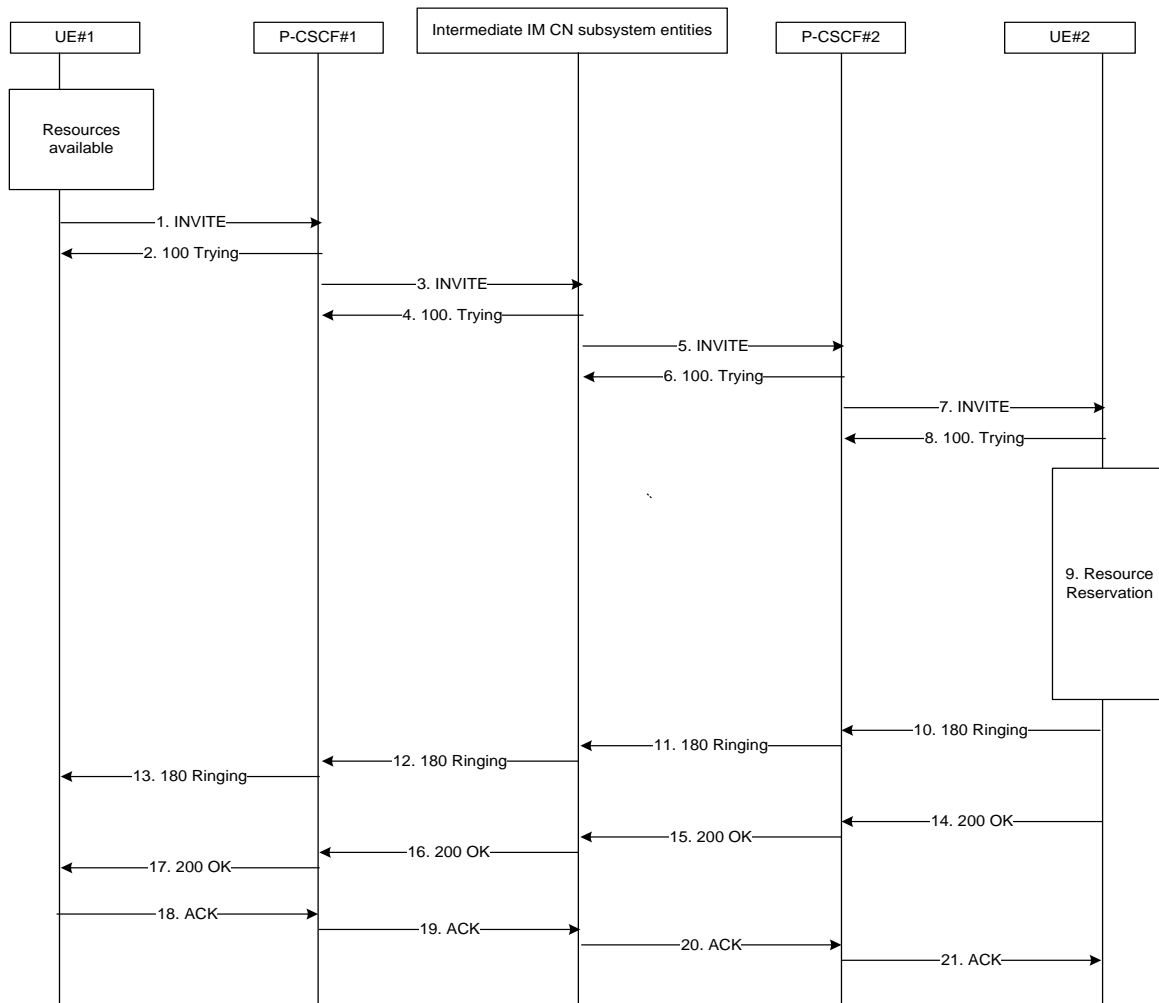 UE#1
P-CSCF#1
Intermediate IM CN subsystem entities
P-CSCF#2
UE#2
Resources
available
1. INVITE
2. 100 Trying
3. INVITE
4. 100. Trying
5. INVITE
6. 100. Trying
7. INVITE
8. 100. Trying
9. Resource
Reservation
10. 180 Ringing
11. 180 Ringing
12. 180 Ringing
13. 180 Ringing
14. 200 OK
15. 200 OK
16. 200 OK
17. 200 OK
18. ACK
19. ACK
20. ACK
21. ACK